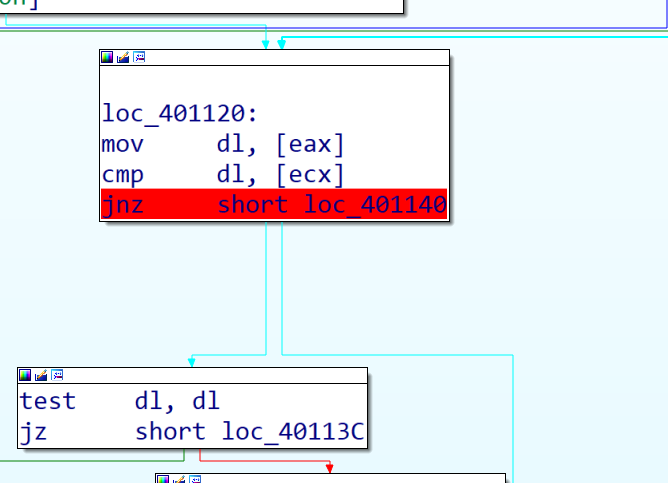 on]
loc_401120:
mov dl, [eax]
cmp dl, [ecx]
jnz short loc_401140
test dl, dl
jz short loc_40113C